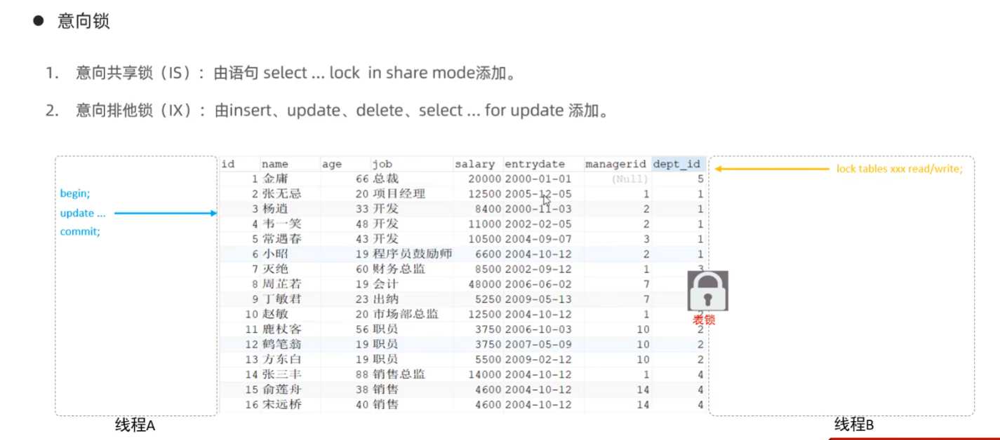 ● 意向锁
1. 意向共享锁（IS）：由语句 select ... lock in share mode添加。
2. 意向排他锁（IX）：由insert、update、delete、select ... for update 添加。
id name age job salary entrydate managerid dept_id
lock tables xxx read/write;
1 金庸 66 总裁 20000 2000-01-01 (Null) 5
begin;
2 张无忌 20 项目经理 12500 2005-12-05 1 1
3 杨逍 33 开发 8400 2000-11-03 2 1
update ...
4 韦一笑 48 开发 11000 2002-02-05 2 1
commit;
5 常遇春 43 开发 10500 2004-09-07 3 1
6 小昭 19 程序员鼓励师 6600 2004-10-12 2 1
7 灭绝 60 财务总监 8500 2002-09-12 1 3
8 周芷若 19 会计 48000 2006-06-02 7
9 丁敏君 23 出纳 5250 2009-05-13 7
10 赵敏 20 市场部总监 12500 2004-10-12 1 2
表锁
11 鹿杖客 56 职员 3750 2006-10-03 10 2
12 鹤笔翁 19 职员 3750 2007-05-09 10 2
13 方东白 19 职员 5500 2009-02-12 10 2
14 张三丰 88 销售总监 14000 2004-10-12 1 4
15 俞莲舟 38 销售 4600 2004-10-12 14 4
16 宋远桥 40 销售 4600 2004-10-12 14 4
线程A
线程B